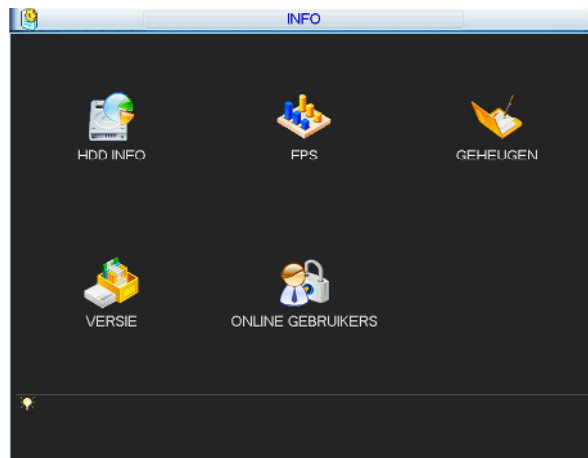 INFO
HDD INFO
FPS
GEHEUGEN
VERSIE
ONLINE GEBRUIKERS